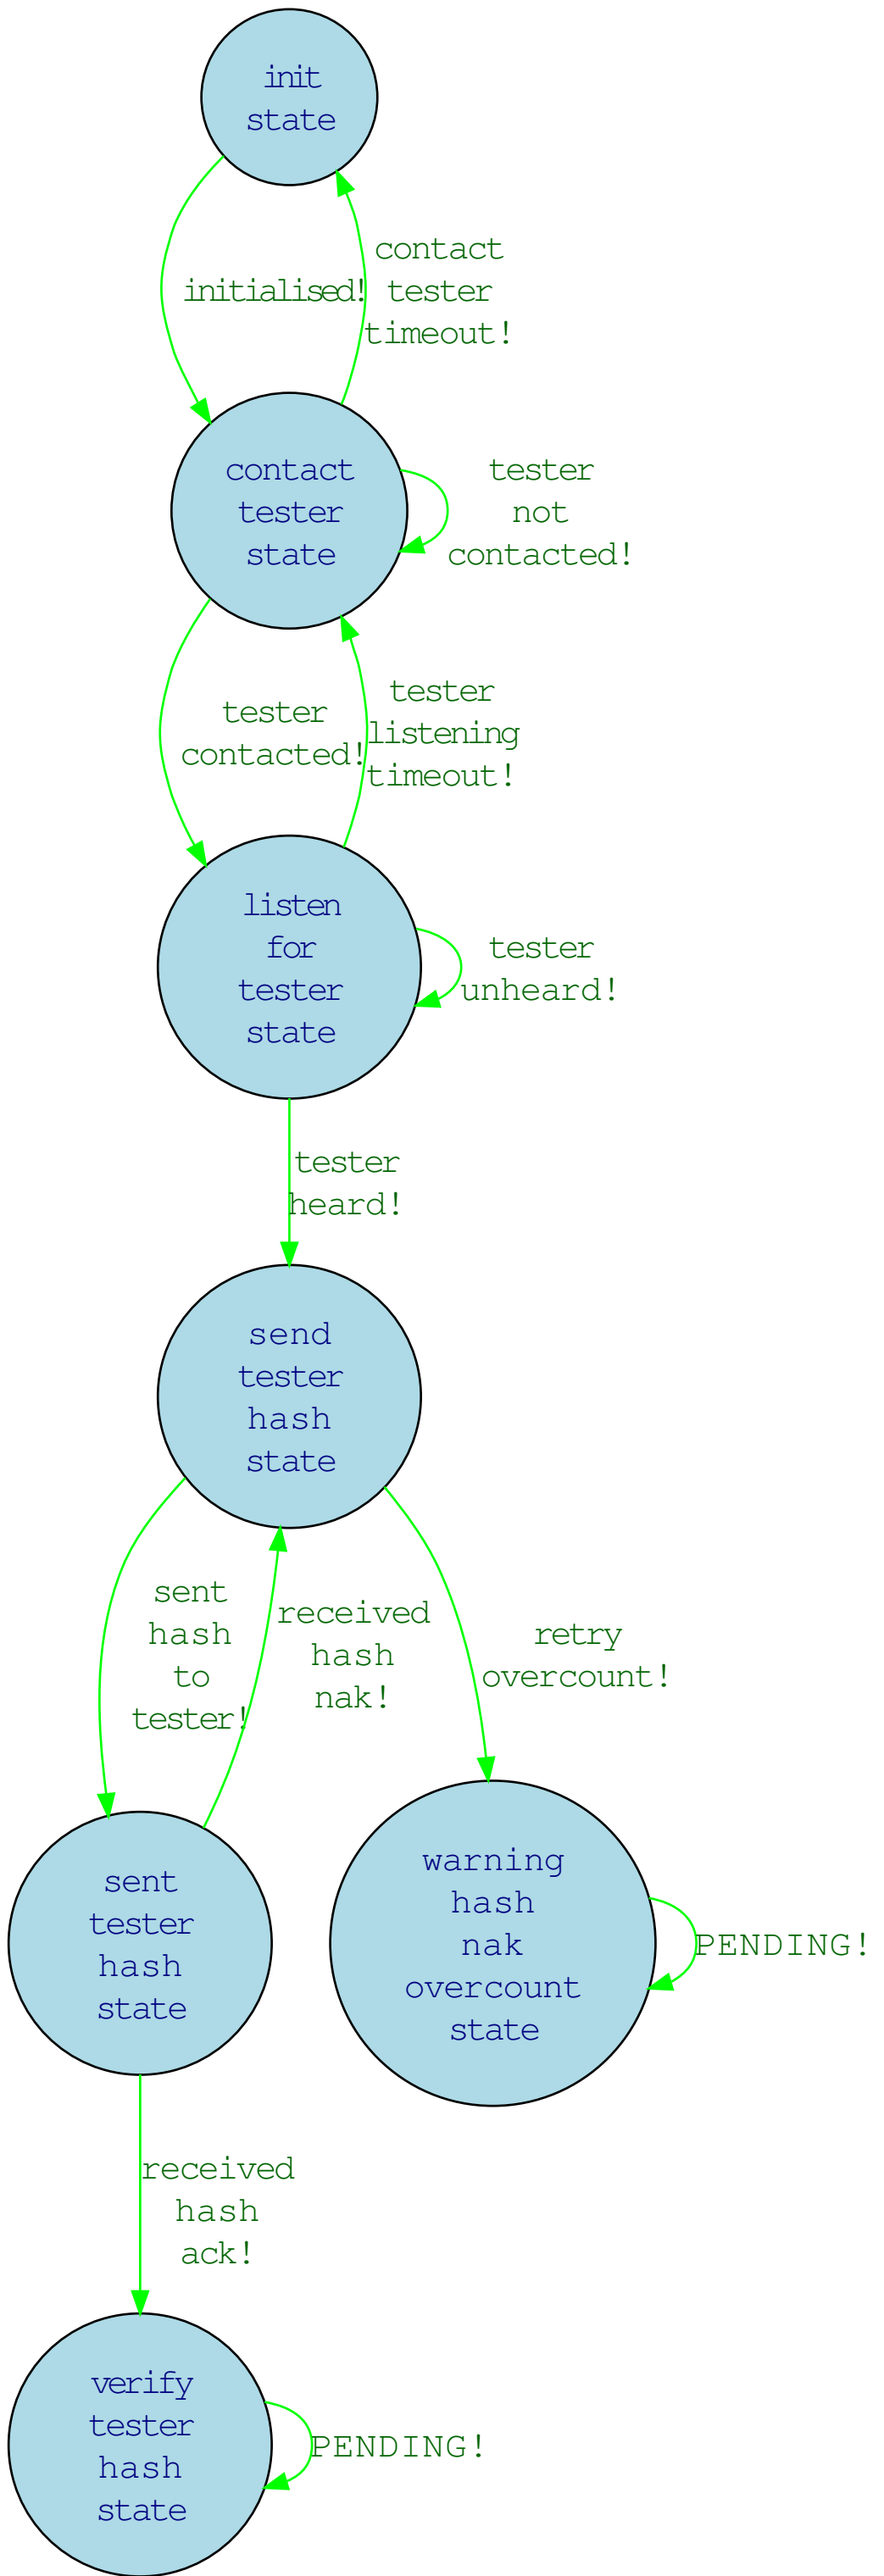 init
state
initialised!
contact
tester
timeout!
contact
tester
state
tester
not
contacted!
tester
contacted!
tester
listening
timeout!
listen
for
tester
state
tester
unheard!
tester
heard!
send
tester
hash
state
sent
hash
to
tester!
received
hash
nak!
retry
overcount!
sent
tester
hash
state
warning
hash
nak
overcount
state
PENDING!
received
hash
ack!
verify
tester
hash
state
PENDING!